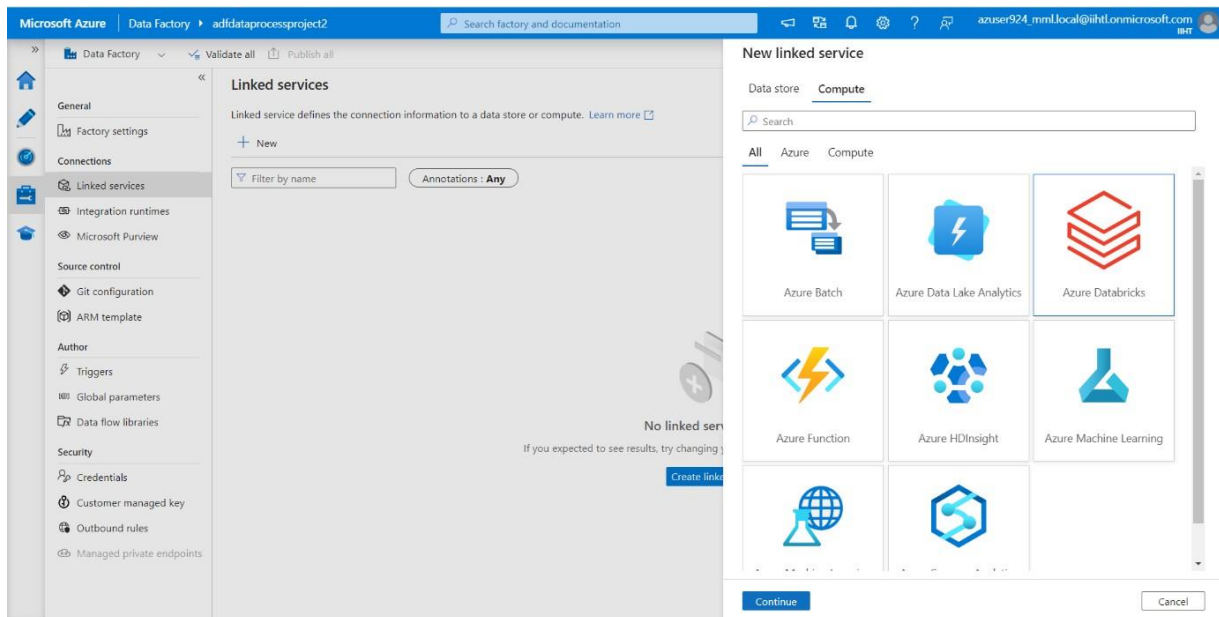 Microsoft Azure Data Factory adfdataprocessproject2 Search factory and documentation azuser924_mml.local@iihtl.onmicrosoft.com
IIHT
Data Factory Validate all Publish all
General
Factory settings
Connections
Linked services
Integration runtimes
Microsoft Purview
Source control
Git configuration
ARM template
Author
Triggers
Global parameters
Data flow libraries
Security
Credentials
Customer managed key
Outbound rules
Managed private endpoints
Linked services
Linked service defines the connection information to a data store or compute. Learn more
New
Filter by name Annotations : Any
No linked
If you expected to see results, try changing
Create
New linked service
Data store Compute
Search
All Azure Compute
Azure Batch Azure Data Lake Analytics Azure Databricks
Azure Function Azure HDInsight Azure Machine Learning
Continue Cancel